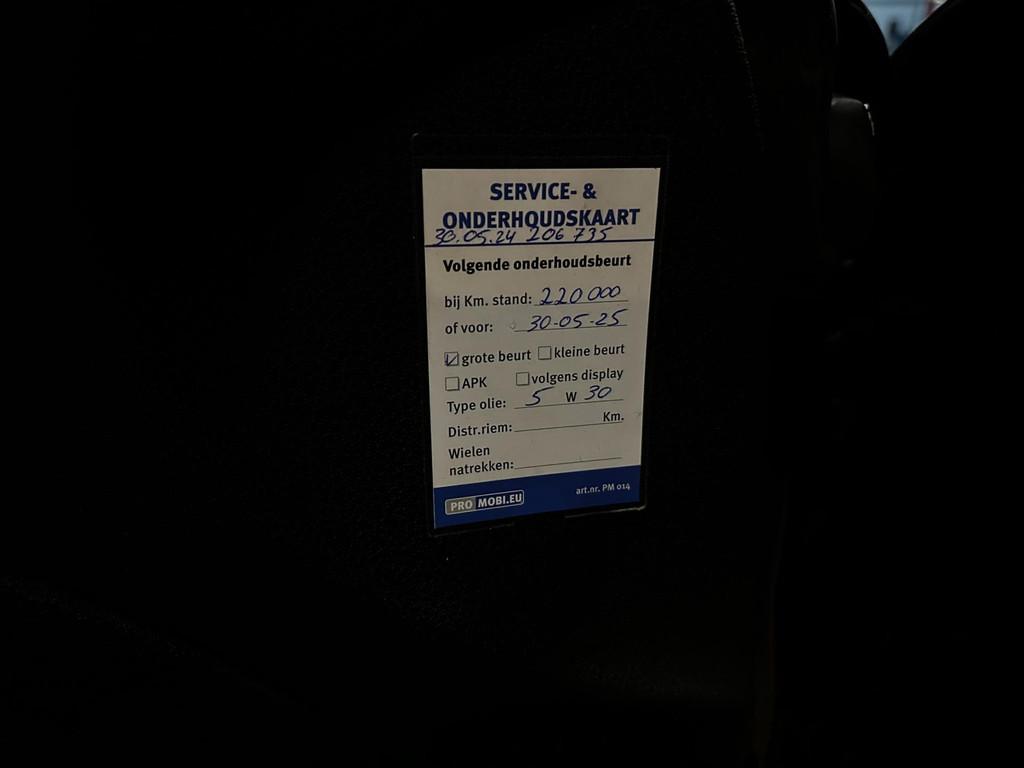 SERVICE- &
ONDERHOUDSKAART
30.05.24 206 735
Volgende onderhoudsbeurt
bij Km. stand: 220 000
of voor: 30-05-25
grote beurt kleine beurt
APK volgens display
Type olie: 5 W 30
Distr.riem: Km.
Wielen
natrekken:
PRO MOBI.EU art.nr. PM 014